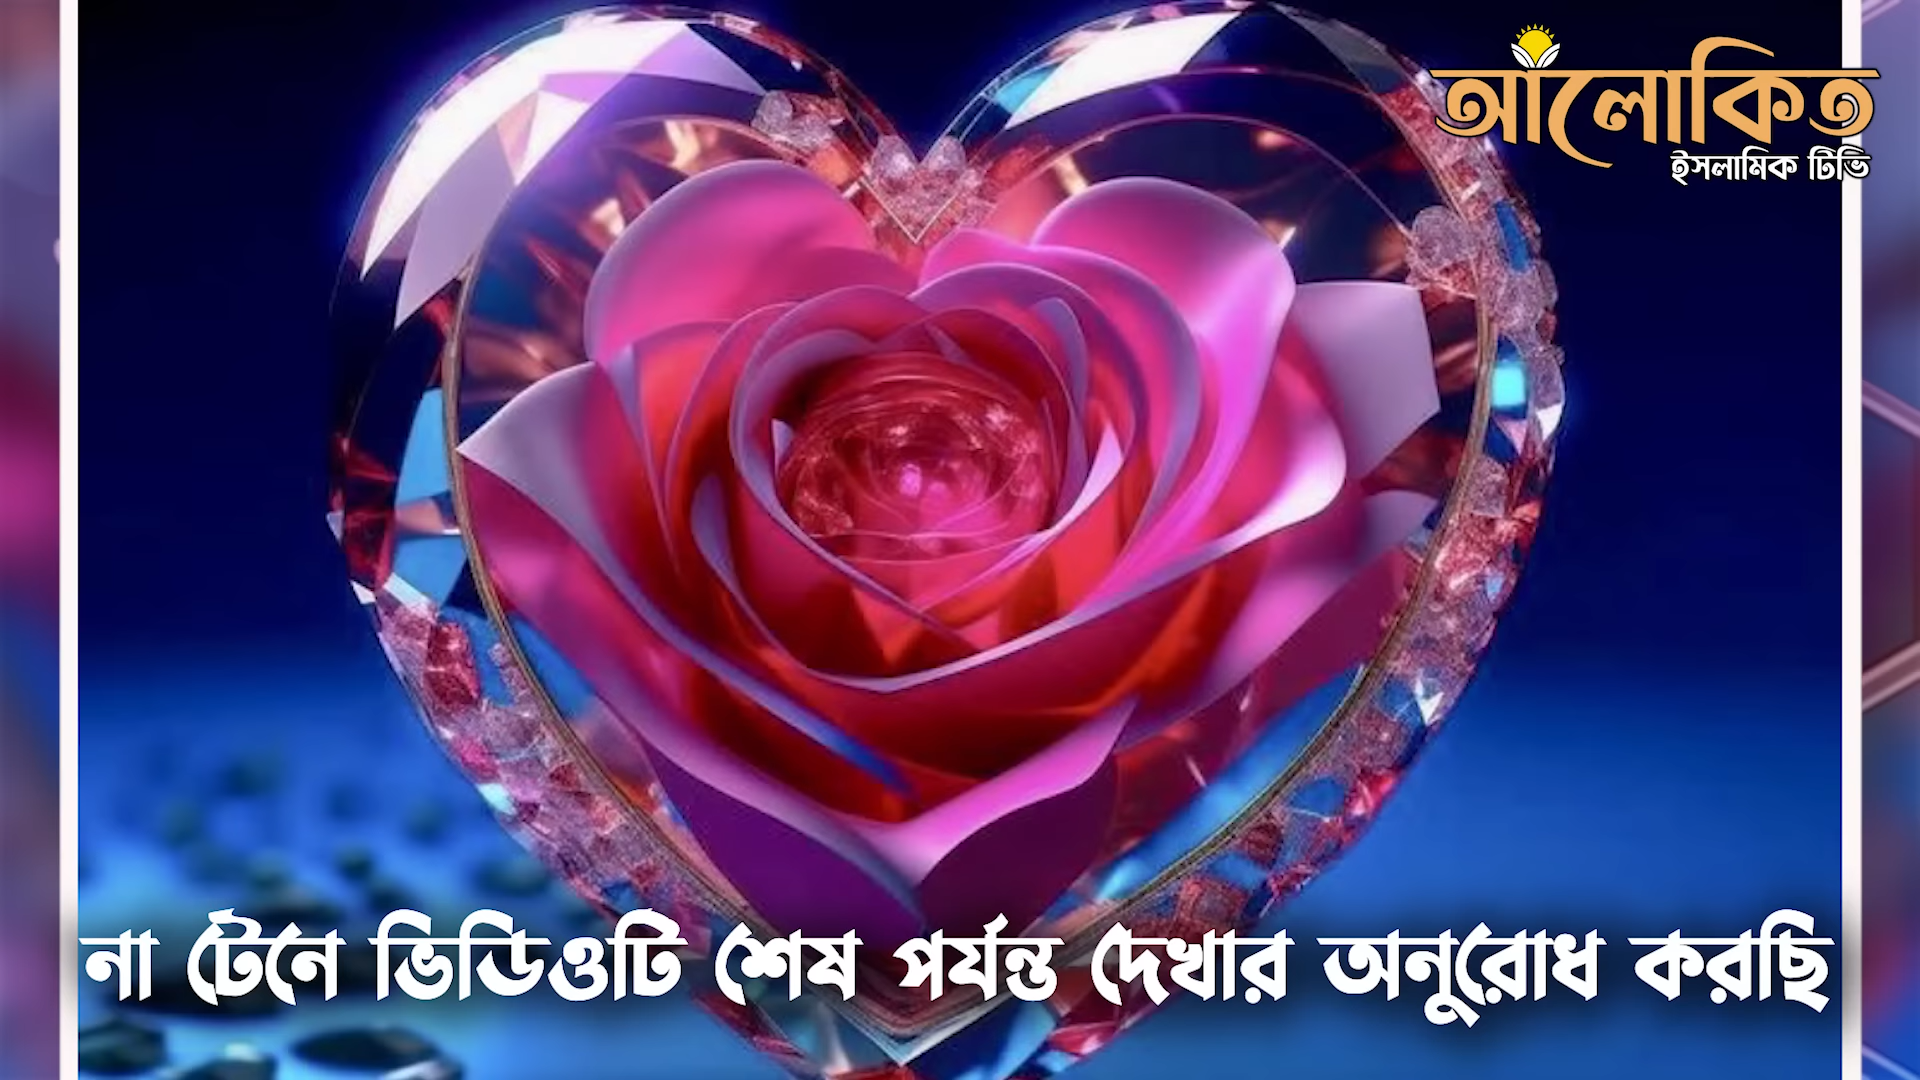 আলোকিত
ইসলামিক টিভি
না টেনে ভিডিওটি শেষ পর্যন্ত দেখার অনুরোধ করছি